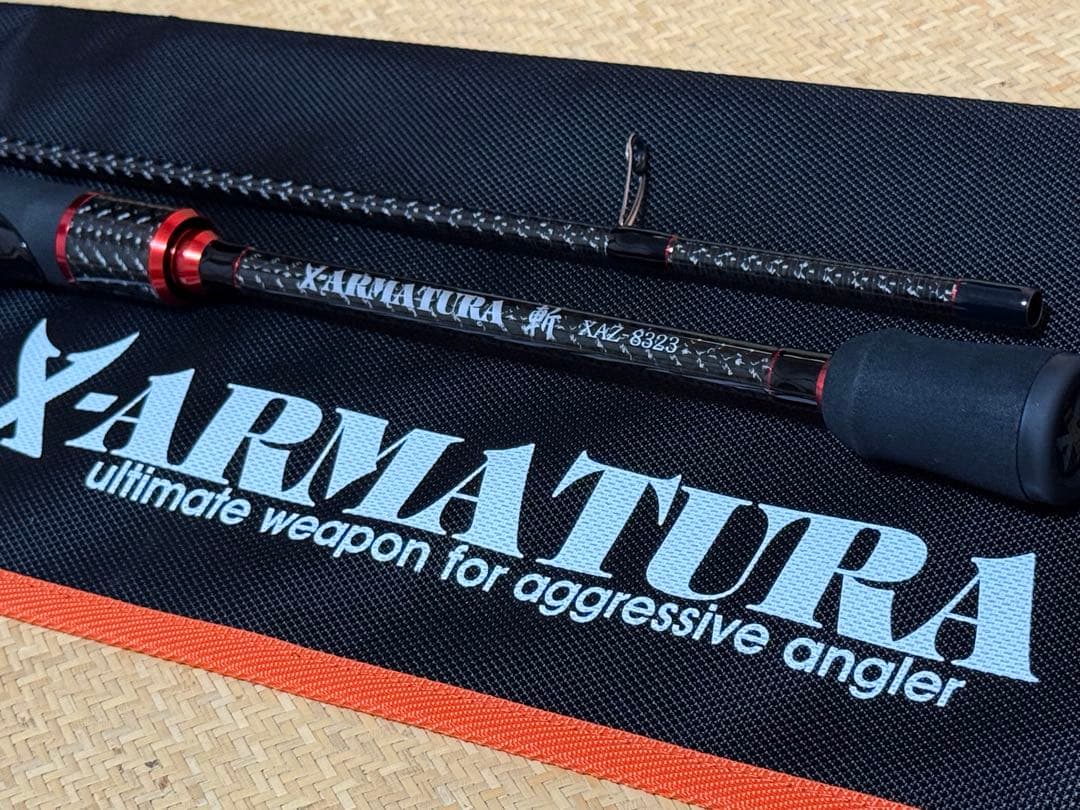 X-ARMATURA 斬 XAZ-8323
X-ARMATURA
ultimate weapon for aggressive angler